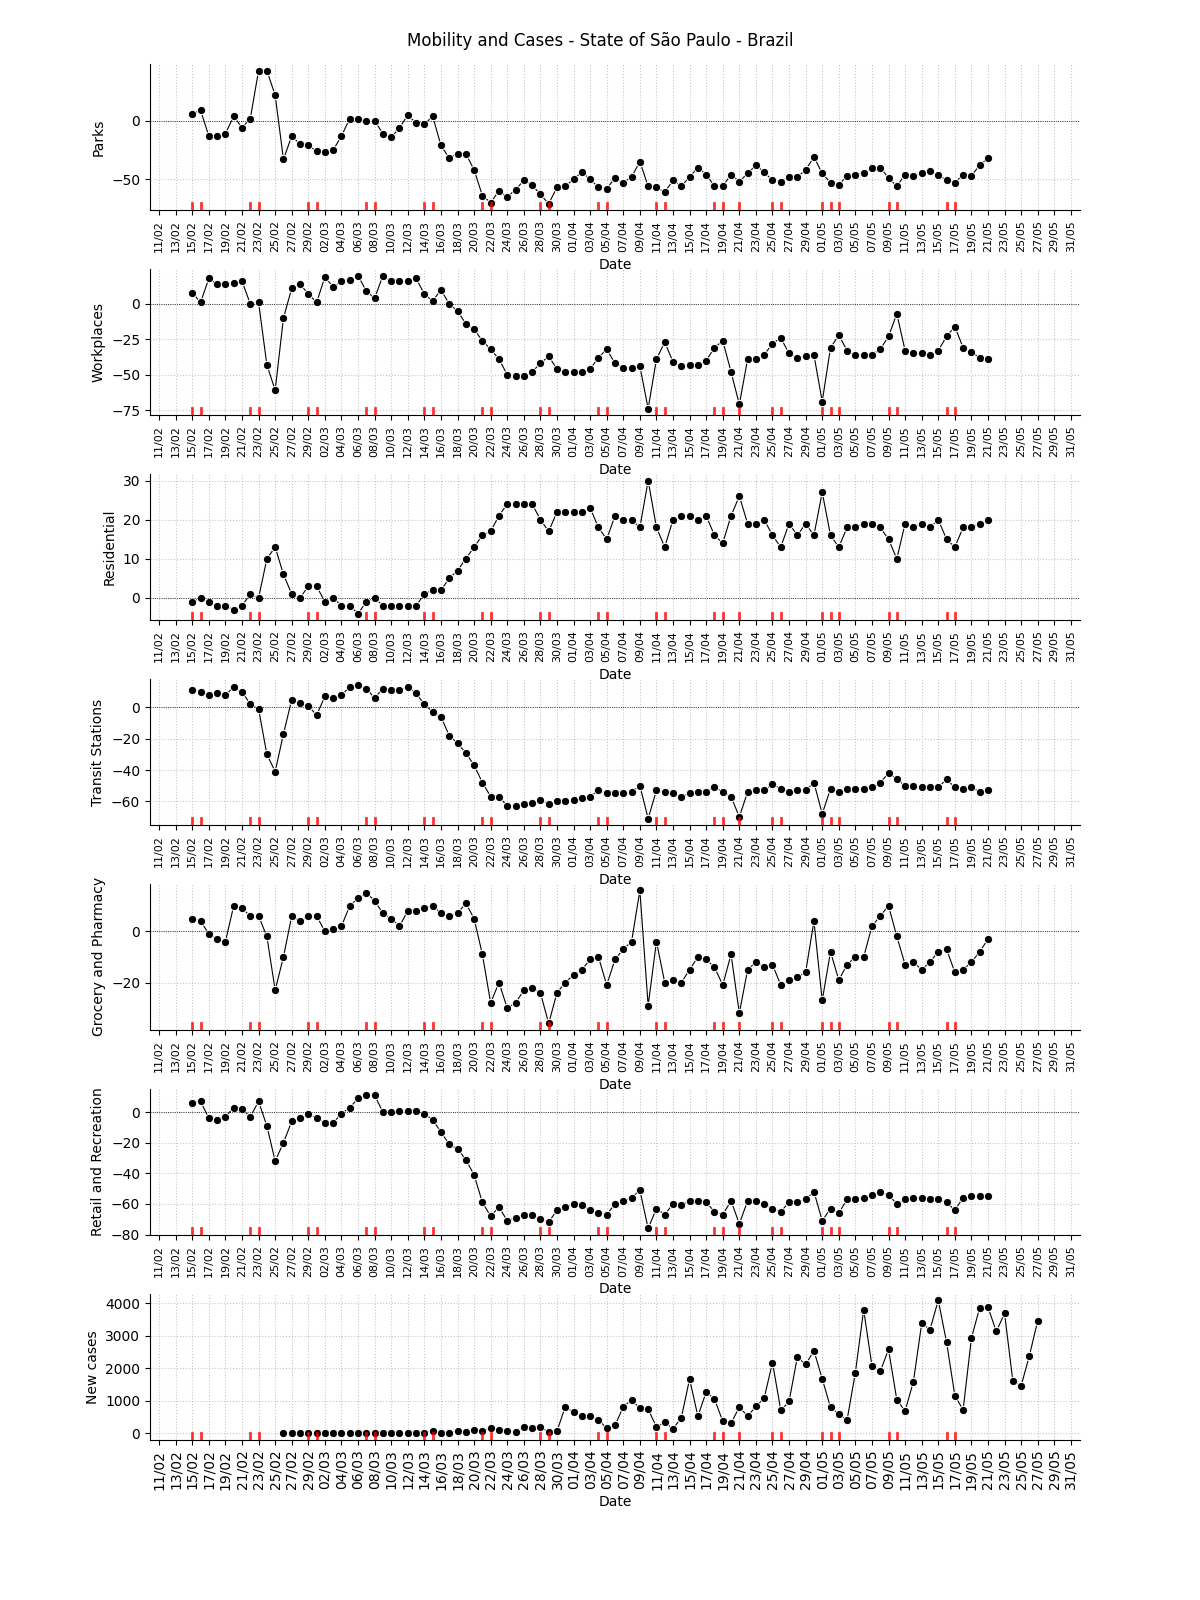 Mobility and Cases - State of São Paulo - Brazil
Parks
0
−50
11/02 13/02 15/02 17/02 19/02 21/02 23/02 25/02 27/02 29/02 02/03 04/03 06/03 08/03 10/03 12/03 14/03 16/03 18/03 20/03 22/03 24/03 26/03 28/03 30/03 01/04 03/04 05/04 07/04 09/04 11/04 13/04 15/04 17/04 19/04 21/04 23/04 25/04 27/04 29/04 01/05 03/05 05/05 07/05 09/05 11/05 13/05 15/05 17/05 19/05 21/05 23/05 25/05 27/05 29/05 31/05
Date
Workplaces
0
−25
−50
−75
11/02 13/02 15/02 17/02 19/02 21/02 23/02 25/02 27/02 29/02 02/03 04/03 06/03 08/03 10/03 12/03 14/03 16/03 18/03 20/03 22/03 24/03 26/03 28/03 30/03 01/04 03/04 05/04 07/04 09/04 11/04 13/04 15/04 17/04 19/04 21/04 23/04 25/04 27/04 29/04 01/05 03/05 05/05 07/05 09/05 11/05 13/05 15/05 17/05 19/05 21/05 23/05 25/05 27/05 29/05 31/05
Date
Residential
30
20
10
0
11/02 13/02 15/02 17/02 19/02 21/02 23/02 25/02 27/02 29/02 02/03 04/03 06/03 08/03 10/03 12/03 14/03 16/03 18/03 20/03 22/03 24/03 26/03 28/03 30/03 01/04 03/04 05/04 07/04 09/04 11/04 13/04 15/04 17/04 19/04 21/04 23/04 25/04 27/04 29/04 01/05 03/05 05/05 07/05 09/05 11/05 13/05 15/05 17/05 19/05 21/05 23/05 25/05 27/05 29/05 31/05
Date
Transit Stations
0
−20
−40
−60
11/02 13/02 15/02 17/02 19/02 21/02 23/02 25/02 27/02 29/02 02/03 04/03 06/03 08/03 10/03 12/03 14/03 16/03 18/03 20/03 22/03 24/03 26/03 28/03 30/03 01/04 03/04 05/04 07/04 09/04 11/04 13/04 15/04 17/04 19/04 21/04 23/04 25/04 27/04 29/04 01/05 03/05 05/05 07/05 09/05 11/05 13/05 15/05 17/05 19/05 21/05 23/05 25/05 27/05 29/05 31/05
Date
Grocery and Pharmacy
0
−20
11/02 13/02 15/02 17/02 19/02 21/02 23/02 25/02 27/02 29/02 02/03 04/03 06/03 08/03 10/03 12/03 14/03 16/03 18/03 20/03 22/03 24/03 26/03 28/03 30/03 01/04 03/04 05/04 07/04 09/04 11/04 13/04 15/04 17/04 19/04 21/04 23/04 25/04 27/04 29/04 01/05 03/05 05/05 07/05 09/05 11/05 13/05 15/05 17/05 19/05 21/05 23/05 25/05 27/05 29/05 31/05
Date
Retail and Recreation
0
−20
−40
−60
−80
11/02 13/02 15/02 17/02 19/02 21/02 23/02 25/02 27/02 29/02 02/03 04/03 06/03 08/03 10/03 12/03 14/03 16/03 18/03 20/03 22/03 24/03 26/03 28/03 30/03 01/04 03/04 05/04 07/04 09/04 11/04 13/04 15/04 17/04 19/04 21/04 23/04 25/04 27/04 29/04 01/05 03/05 05/05 07/05 09/05 11/05 13/05 15/05 17/05 19/05 21/05 23/05 25/05 27/05 29/05 31/05
Date
New cases
4000
3000
2000
1000
0
11/02 13/02 15/02 17/02 19/02 21/02 23/02 25/02 27/02 29/02 02/03 04/03 06/03 08/03 10/03 12/03 14/03 16/03 18/03 20/03 22/03 24/03 26/03 28/03 30/03 01/04 03/04 05/04 07/04 09/04 11/04 13/04 15/04 17/04 19/04 21/04 23/04 25/04 27/04 29/04 01/05 03/05 05/05 07/05 09/05 11/05 13/05 15/05 17/05 19/05 21/05 23/05 25/05 27/05 29/05 31/05
Date